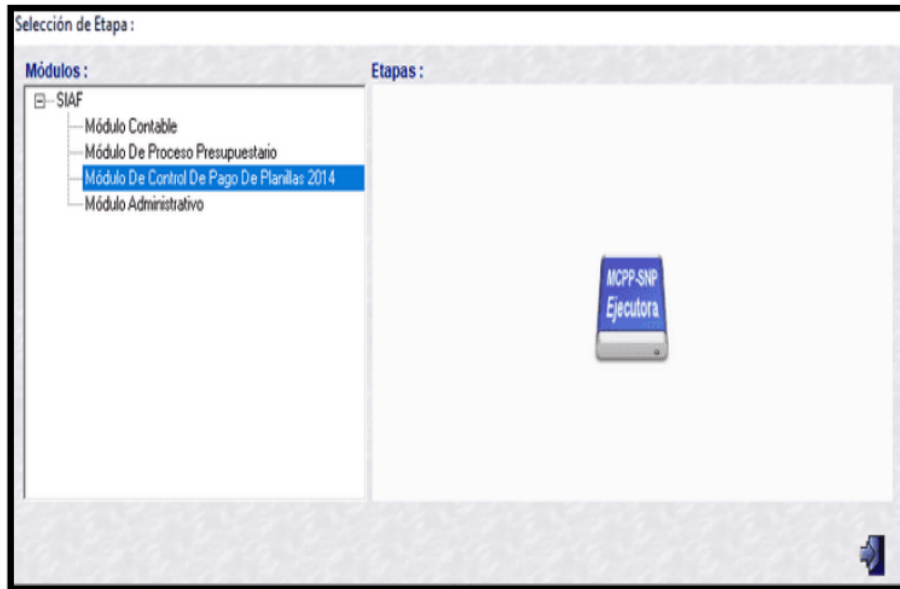 Selección de Etapa :
Módulos :
Etapas :
SIAF
Módulo Contable
Módulo De Proceso Presupuestario
Módulo De Control De Pago De Planillas 2014
Módulo Administrativo
MCPP-SNP
Ejecutora